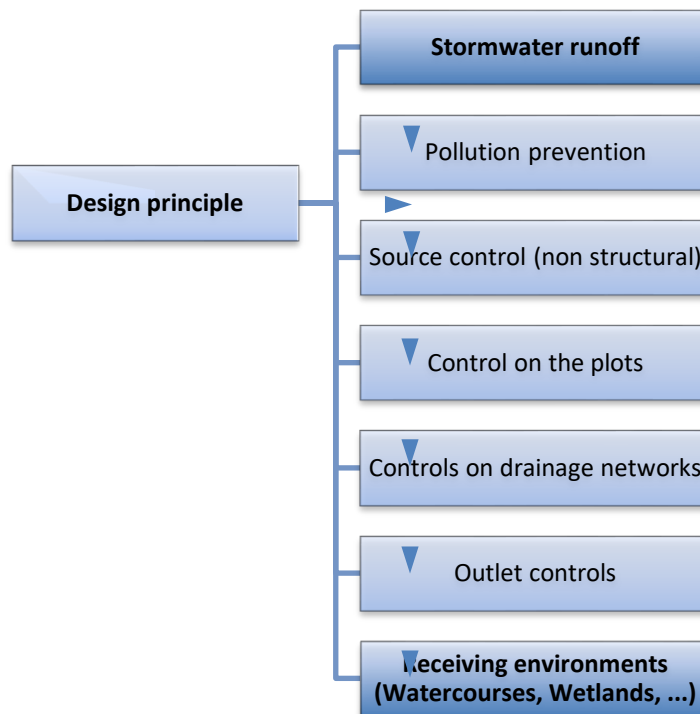 Stormwater runoff
Pollution prevention
Design principle
Source control (non structural)
Control on the plots
Controls on drainage networks
Outlet controls
Receiving environments
(Watercourses, Wetlands, ...)